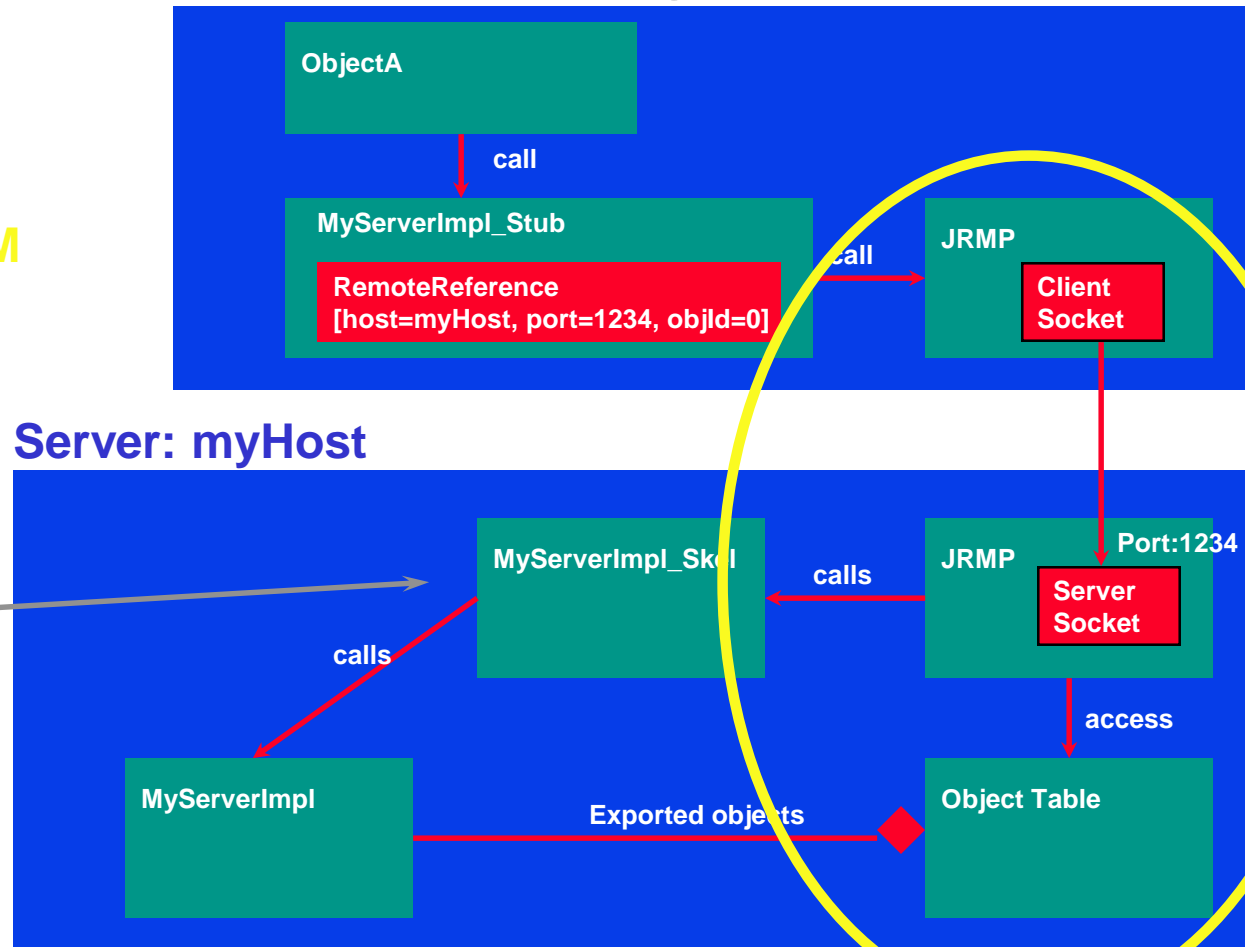 ObjectA
call
MyServerImpl_Stub
RemoteReference
[host=myHost, port=1234, objId=0]
call
JRMP
Client
Socket
M
Server: myHost
MyServerImpl_Skel
calls
JRMP
Port:1234
Server
Socket
calls
access
MyServerImpl
Exported objects
Object Table